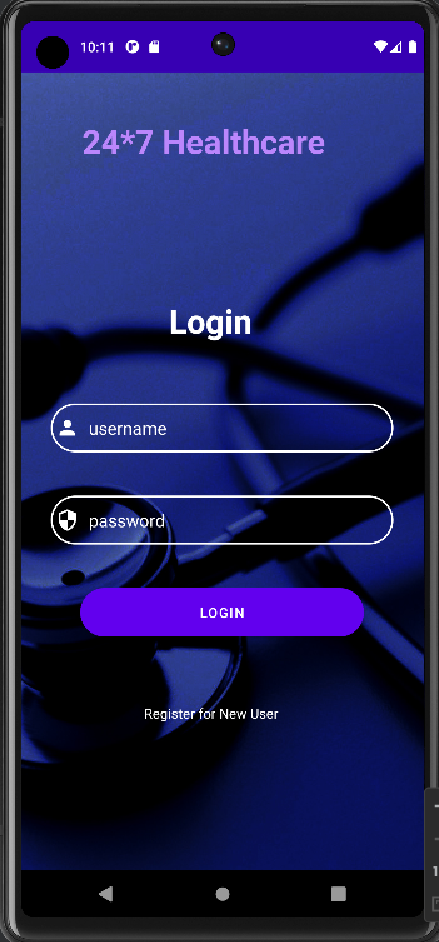 10:11
24*7 Healthcare
Login
username
password
LOGIN
Register for New User